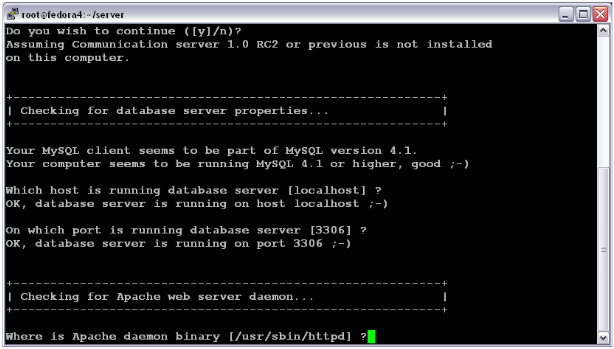 root@fedora4:~/server
Do you wish to continue ([y]/n)?
Assuming Communication server 1.0 RC2 or previous is not installed
on this computer.
+----------------------------------------------------------+
| Checking for database server properties...               |
+----------------------------------------------------------+
Your MySQL client seems to be part of MySQL version 4.1.
Your computer seems to be running MySQL 4.1 or higher, good ;-)
Which host is running database server [localhost] ?
OK, database server is running on host localhost ;-)
On which port is running database server [3306] ?
OK, database server is running on port 3306 ;-)
+----------------------------------------------------------+
| Checking for Apache web server daemon...                 |
+----------------------------------------------------------+
Where is Apache daemon binary [/usr/sbin/httpd] ?